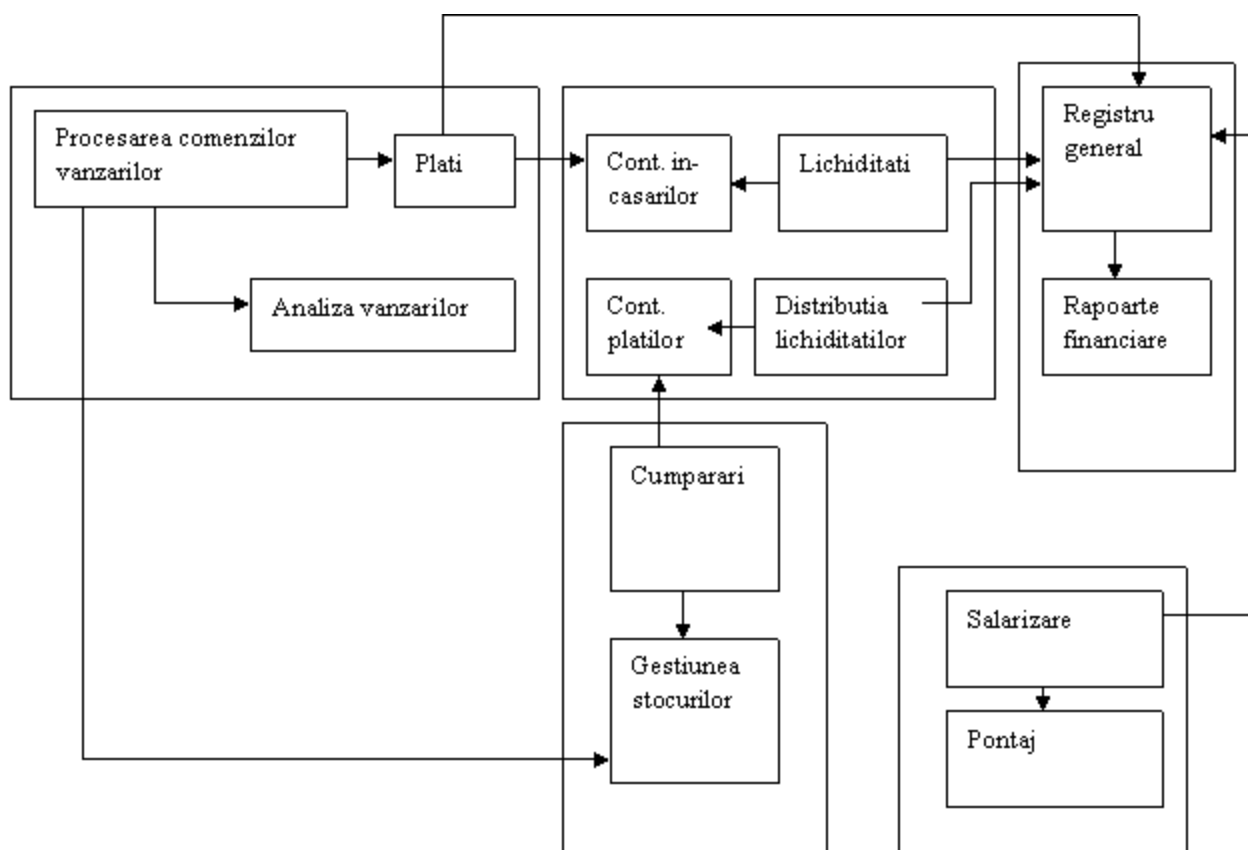 Procesarea comenzilor
vanzarilor
Plati
Analiza vanzarilor
Cont. in-
casarilor
Lichiditati
Cont.
platilor
Distributia
lichiditatilor
Registru
general
Rapoarte
financiare
Cumparari
Gestiunea
stocurilor
Salarizare
Pontaj